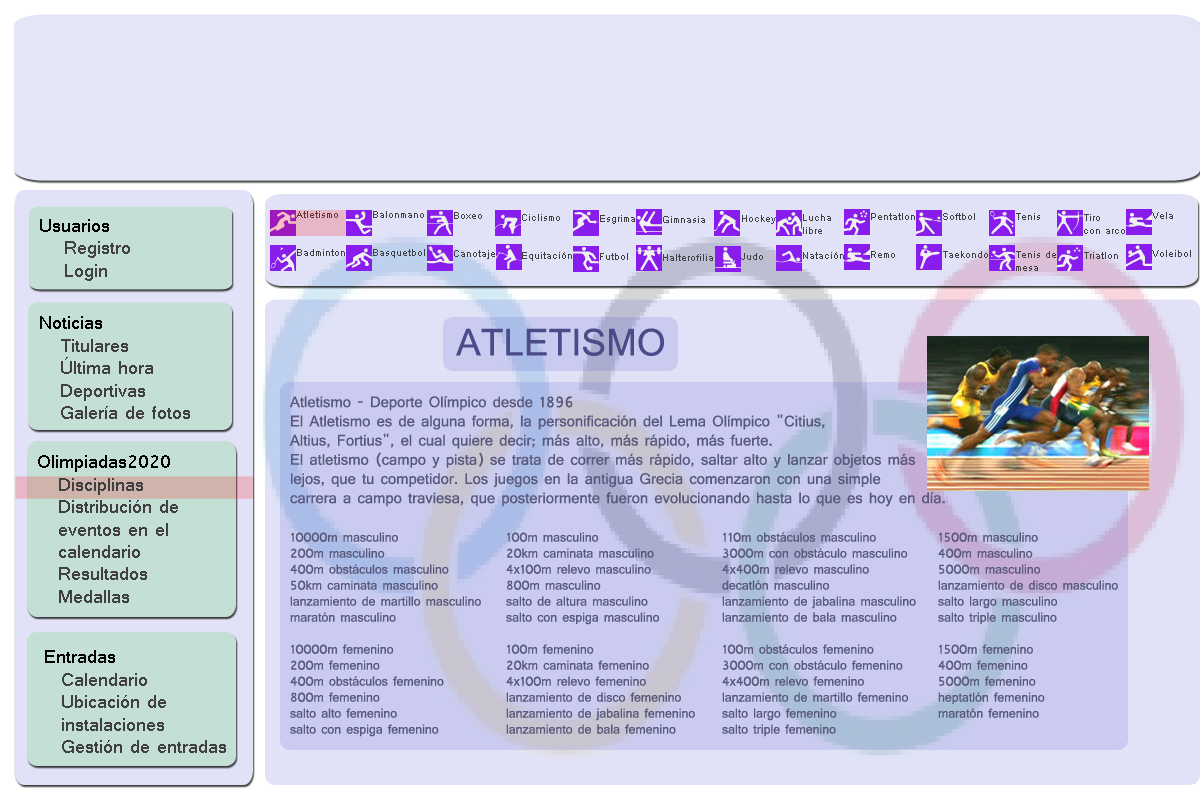 Usuarios
Registro
Login
Noticias
Titulares
Última hora
Deportivas
Galería de fotos
Olimpiadas2020
Disciplinas
Distribución de
eventos en el
calendario
Resultados
Medallas
Entradas
Calendario
Ubicación de
instalaciones
Gestión de entradas
Atletismo Balonmano Boxeo Ciclismo Esgrima Gimnasia Hockey Lucha libre Pentatlon Softbol Tenis Tiro con arco Vela
Badminton Basquetbol Canotaje Equitación Futbol Halterofilia Judo Natación Remo Taekondo Tenis de mesa Triatlon Voleibol
ATLETISMO
Atletismo - Deporte Olímpico desde 1896
El Atletismo es de alguna forma, la personificación del Lema Olímpico "Citius,
Altius, Fortius", el cual quiere decir; más alto, más rápido, más fuerte.
El atletismo (campo y pista) se trata de correr más rápido, saltar alto y lanzar objetos más
lejos, que tu competidor. Los juegos en la antigua Grecia comenzaron con una simple
carrera a campo traviesa, que posteriormente fueron evolucionando hasta lo que es hoy en día.
10000m masculino 100m masculino 110m obstáculos masculino 1500m masculino
200m masculino 20km caminata masculino 3000m con obstáculo masculino 400m masculino
400m obstáculos masculino 4x100m relevo masculino 4x400m relevo masculino 5000m masculino
50km caminata masculino 800m masculino decatlón masculino lanzamiento de disco masculino
lanzamiento de martillo masculino salto de altura masculino lanzamiento de jabalina masculino salto largo masculino
maratón masculino salto con espiga masculino lanzamiento de bala masculino salto triple masculino
10000m femenino 100m femenino 100m obstáculos femenino 1500m femenino
200m femenino 20km caminata femenino 3000m con obstáculo femenino 400m femenino
400m obstáculos femenino 4x100m relevo femenino 4x400m relevo femenino 5000m femenino
800m femenino lanzamiento de disco femenino lanzamiento de martillo femenino heptatlón femenino
salto alto femenino lanzamiento de jabalina femenino salto largo femenino maratón femenino
salto con espiga femenino lanzamiento de bala femenino salto triple femenino